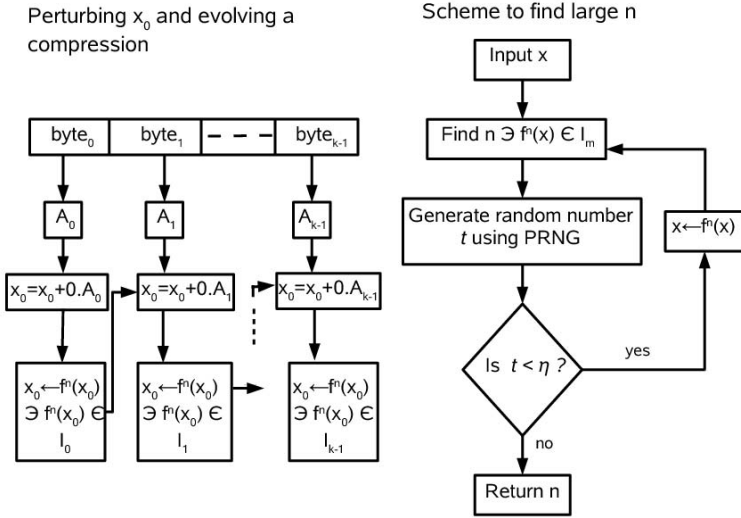 Perturbing x₀ and evolving a
compression
byte₀ byte₁ byteₖ₋₁
A₀ A₁ Aₖ₋₁
x₀=x₀+0.A₀ x₀=x₀+0.A₁ x₀=x₀+0.Aₖ₋₁
x₀←fⁿ(x₀) x₀←fⁿ(x₀) x₀←fⁿ(x₀)
∋ fⁿ(x₀) ∈ ∋ fⁿ(x₀) ∈ ∋ fⁿ(x₀) ∈
I₀ I₁ Iₖ₋₁
Scheme to find large n
Input x
Find n ∋ fⁿ(x) ∈ Iₘ
Generate random number
t using PRNG
x←fⁿ(x)
Is t < η ?
yes
no
Return n